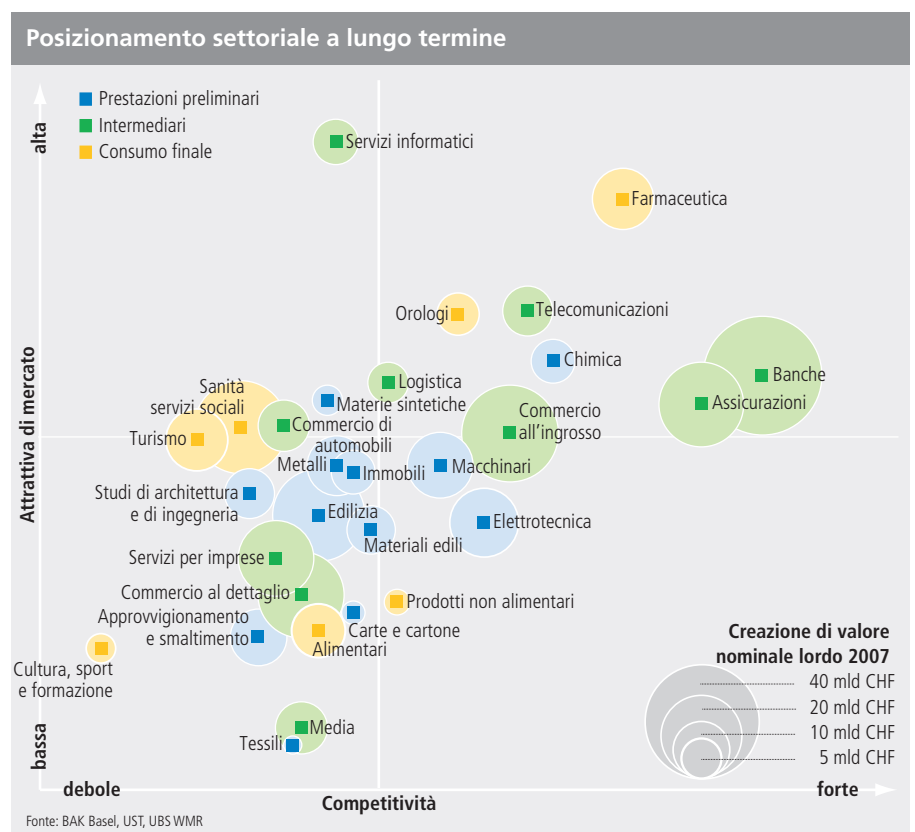 Posizionamento settoriale a lungo termine
alta
Prestazioni preliminari
Intermediari
Consumo finale
Servizi informatici
Farmaceutica
Orologi
Telecomunicazioni
Chimica
Attrattiva di mercato
Sanità
servizi sociali
Logistica
Materie sintetiche
Banche
Assicurazioni
Commercio
all'ingrosso
Turismo
Commercio di
automobili
Metalli
Immobili
Macchinari
Studi di architettura
e di ingegneria
Edilizia
Elettrotecnica
Materiali edili
Servizi per imprese
Commercio al dettaglio
Prodotti non alimentari
Approvvigionamento
e smaltimento
Carte e cartone
Alimentari
Cultura, sport
e formazione
Creazione di valore
nominale lordo 2007
40 mld CHF
20 mld CHF
10 mld CHF
5 mld CHF
Media
Tessili
bassa
debole
Competitività
forte
Fonte: BAK Basel, UST, UBS WMR